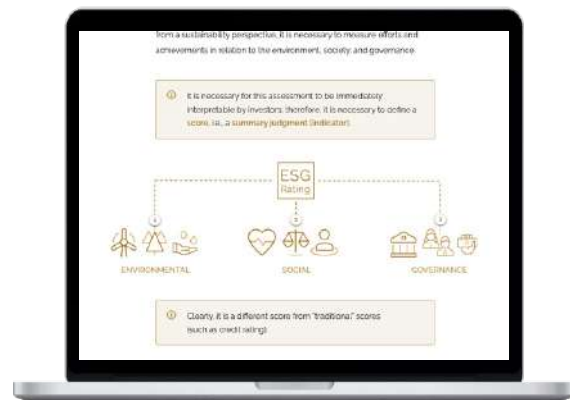 from a sustainability perspective, it is necessary to measure efforts and
achievements in relation to the environment, society, and governance.
It is necessary for this assessment to be immediately
interpretable by investors; therefore, it is necessary to define a
score, i.e., a summary judgment (indicator).
ESG
Rating
ENVIRONMENTAL
SOCIAL
GOVERNANCE
Clearly, it is a different score from "traditional" scores
(such as credit rating).